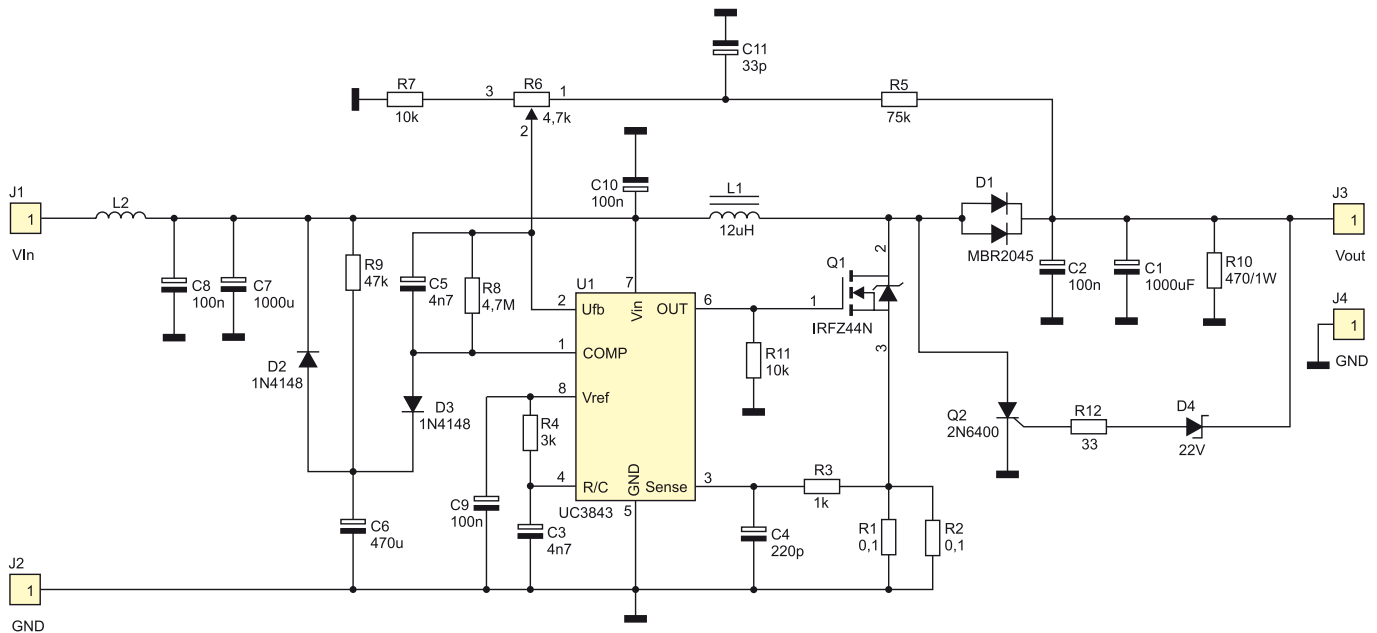 C11
33p
R7
10k
3
R6
1
4,7k
2
R5
75k
J1
1
VIn
L2
C10
100n
L1
12uH
D1
MBR2045
J3
1
Vout
C8
100n
C7
1000u
R9
47k
C5
4n7
R8
4,7M
U1
7
2
Ufb
Vin
OUT
6
1
COMP
8
Vref
4
R/C
GND
Sense
3
UC3843
5
Q1
2
1
IRFZ44N
3
R11
10k
C2
100n
C1
1000uF
R10
470/1W
J4
1
GND
D2
1N4148
D3
1N4148
R4
3k
Q2
2N6400
R12
33
D4
22V
C9
100n
C3
4n7
R3
1k
C4
220p
R1
0,1
R2
0,1
C6
470u
J2
1
GND